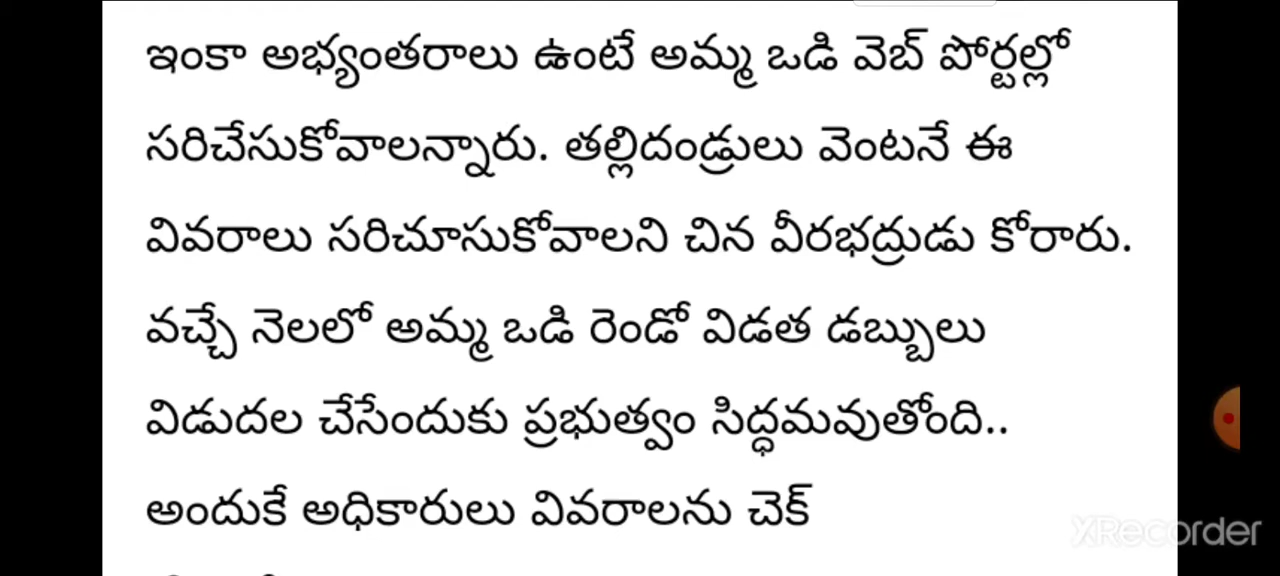 ఇంకా అభ్యంతరాలు ఉంటే అమ్మ ఒడి వెబ్ పోర్టల్లో
సరిచేసుకోవాలన్నారు. తల్లిదండ్రులు వెంటనే ఈ
వివరాలు సరిచూసుకోవాలని చిన వీరభద్రుడు కోరారు.
వచ్చే నెలలో అమ్మ ఒడి రెండో విడత డబ్బులు
విడుదల చేసేందుకు ప్రభుత్వం సిద్ధమవుతోంది..
అందుకే అధికారులు వివరాలను చెక్
XRecorder